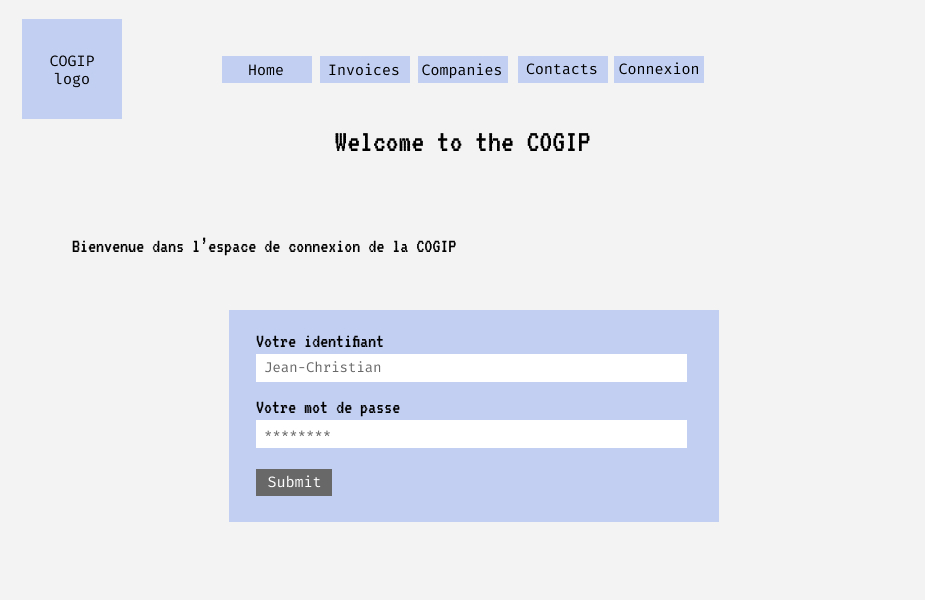 COGIP
logo
Home
Invoices
Companies
Contacts
Connexion
Welcome to the COGIP
Bienvenue dans l'espace de connexion de la COGIP
Votre identifiant
Jean-Christian
Votre mot de passe
********
Submit